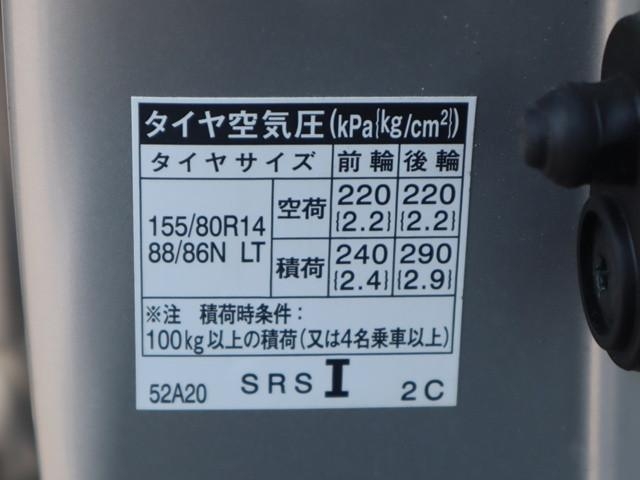 タイヤ空気圧(kPa{kg/cm²})
タイヤサイズ 前輪 後輪
155/80R14 88/86N LT 空荷 220 {2.2} 220 {2.2}
積荷 240 {2.4} 290 {2.9}
※注 積荷時条件：
100kg以上の積荷(又は4名乗車以上)
52A20 SRS I 2C